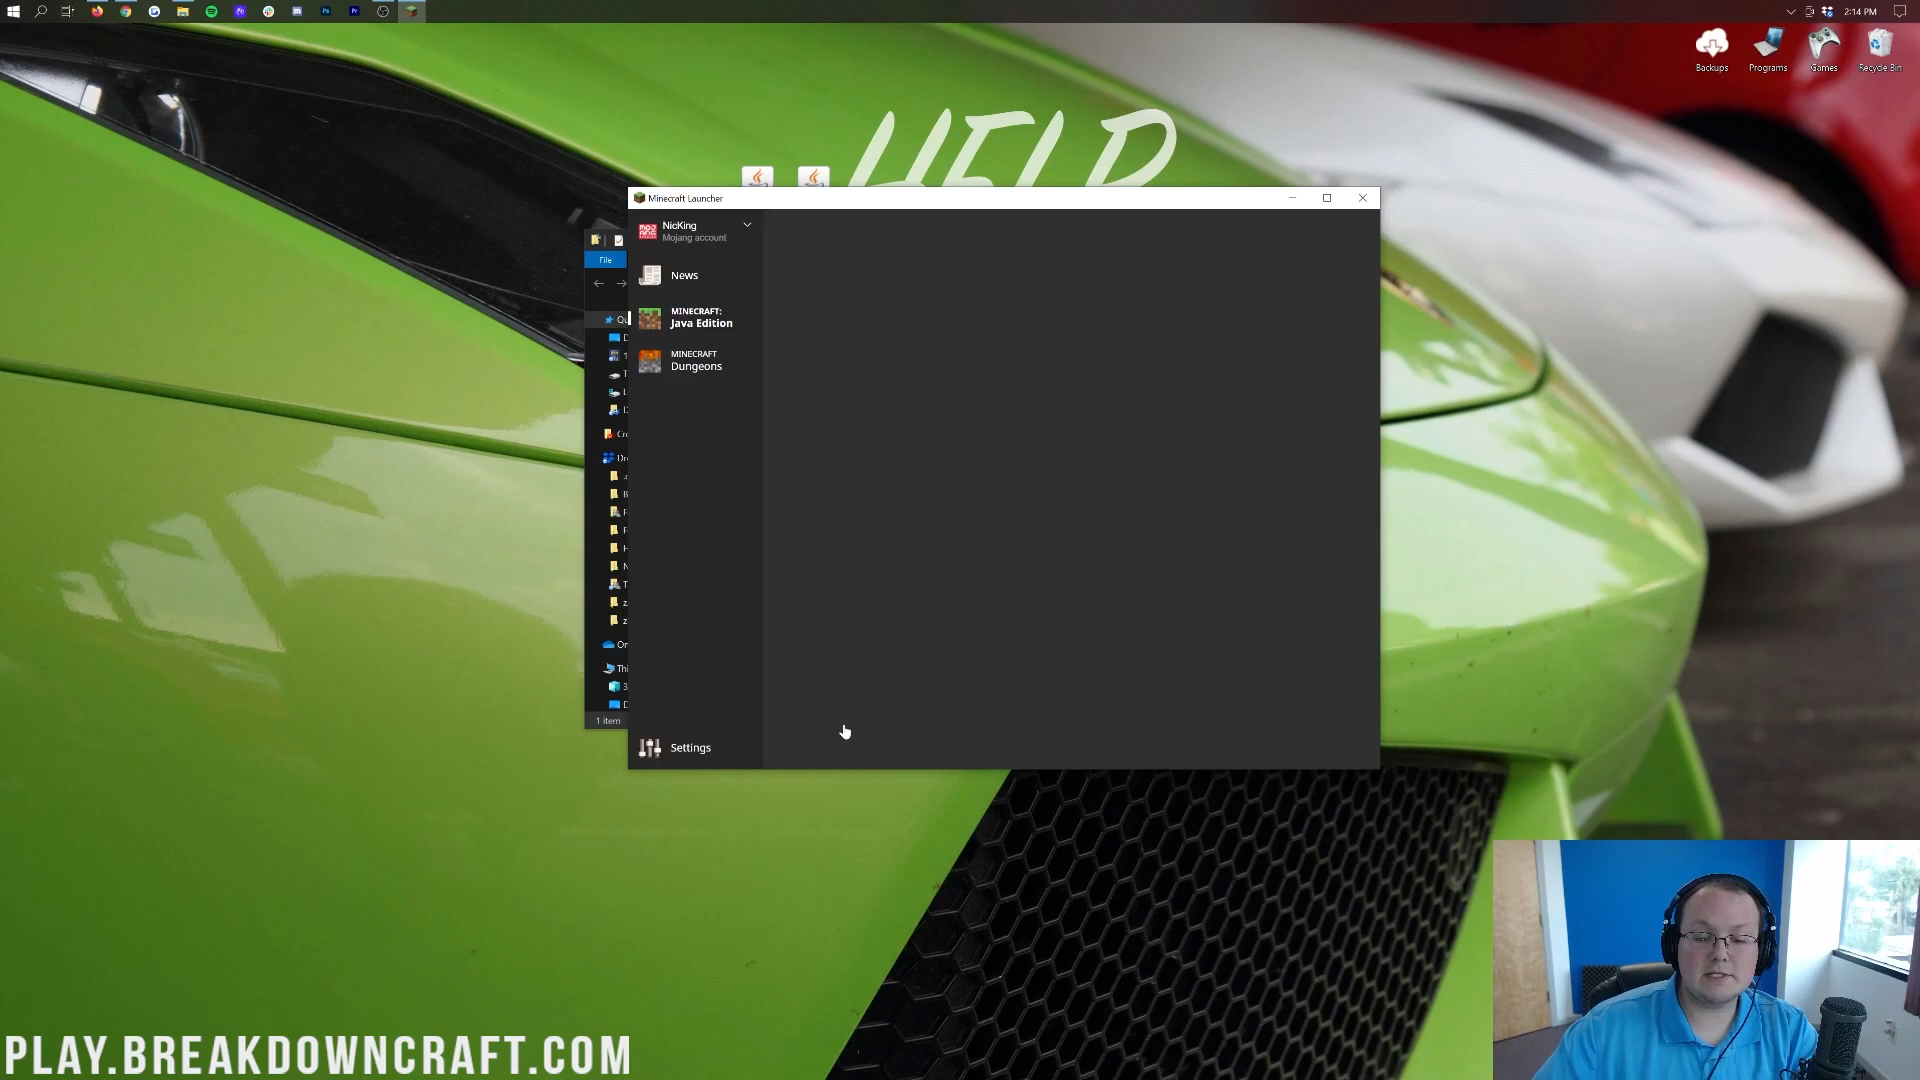 2:14 PM
Backups
Programs
Games
Recycle Bin
HELP
Minecraft Launcher
NicKing
Mojang account
File
News
MINECRAFT:
Java Edition
MINECRAFT
Dungeons
1 item
Settings
PLAY.BREAKDOWNCRAFT.COM